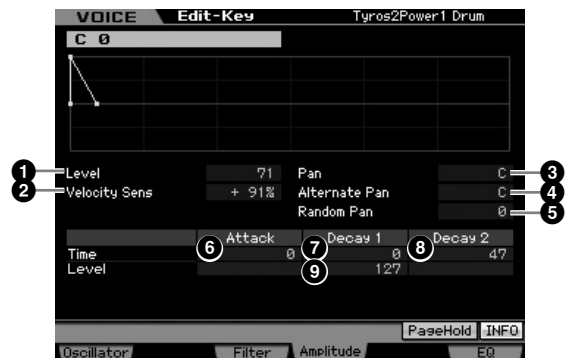 VOICE Edit-Key Tyros2Power1 Drum
C 0
1 Level 71 Pan C 3
2 Velocity Sens + 91% Alternate Pan C 4
Random Pan 0 5
6 Attack 7 Decay 1 8 Decay 2
Time 0 0 47
Level 9 127
PageHold INFO
Oscillator Filter Amplitude EQ